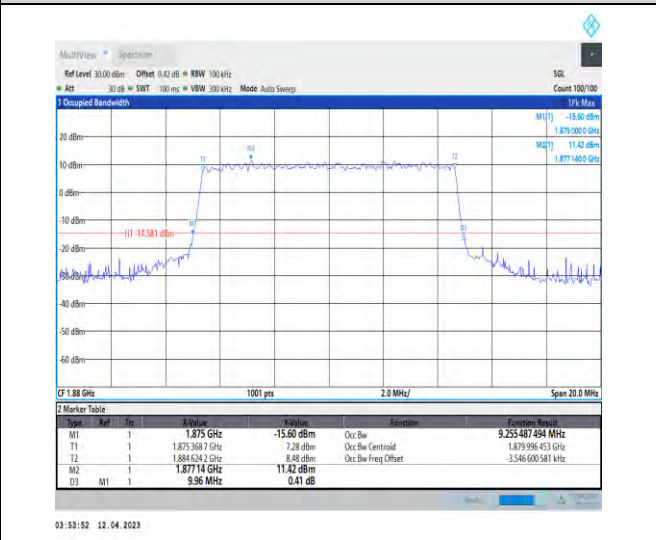 MultiView Spectrum
Ref Level 30.00 dBm Offset 9.42 dB RBW 100 kHz SGL
Att 30 dB SWT 100 ms VBW 300 kHz Mode Auto Sweep Count 100/100
1 Occupied Bandwidth 1Pk Max
M1[1] -15.60 dBm
1.875 000 0 GHz
M2[1] 11.42 dBm
1.877 140 0 GHz
20 dBm
T1 M2 T2
10 dBm
0 dBm
-10 dBm
H1 -14.581 dBm
-20 dBm
-40 dBm
-50 dBm
-60 dBm
CF 1.88 GHz 1001 pts 2.0 MHz/ Span 20.0 MHz
2 Marker Table
Type Ref Trc X-Value Y-Value Function Function Result
M1 1 1.875 GHz -15.60 dBm Occ Bw 9.255 487 494 MHz
T1 1 1.875 368 7 GHz 7.28 dBm Occ Bw Centroid 1.879 996 453 GHz
T2 1 1.884 624 2 GHz 8.48 dBm Occ Bw Freq Offset -3.546 600 581 kHz
M2 1 1.877 14 GHz 11.42 dBm
D3 M1 1 9.96 MHz 0.41 dB
03:53:52 12.04.2023